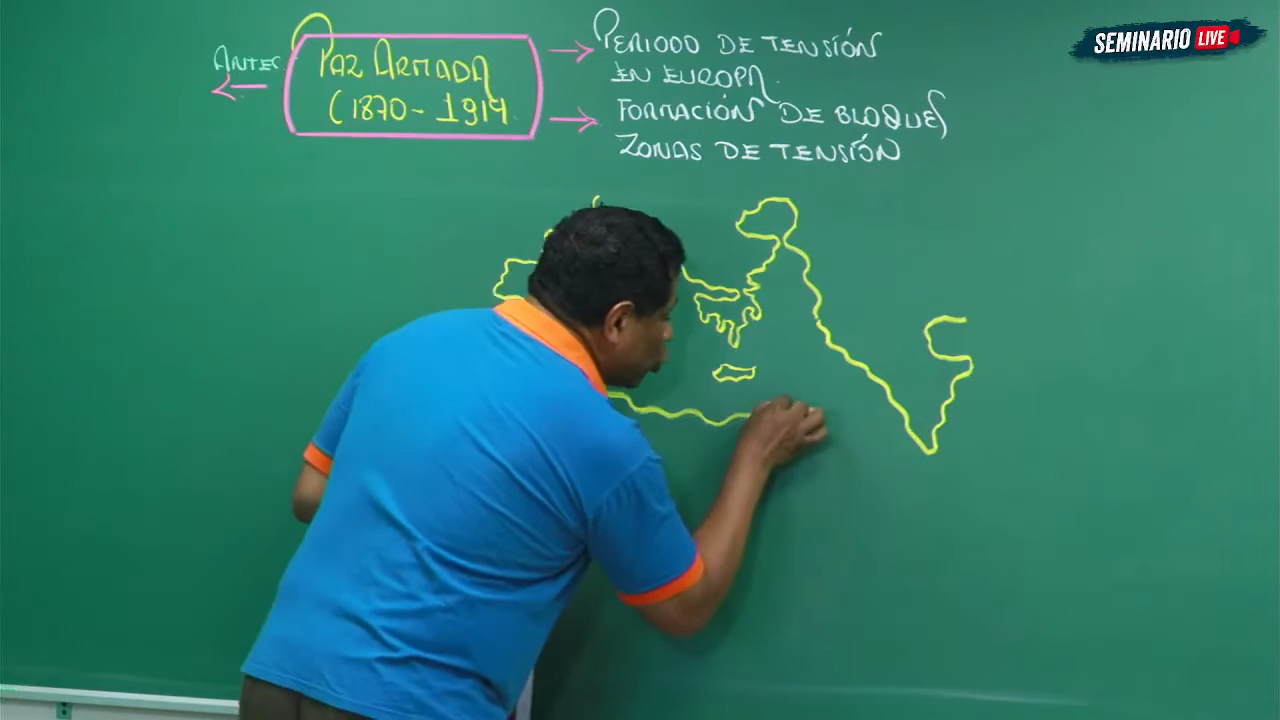 SEMINARIO LIVE
ANTES
PAZ ARMADA
(1870-1914
PERIODO DE TENSIÓN
EN EUROPA.
FORMACIÓN DE BLOQUES
ZONAS DE TENSIÓN